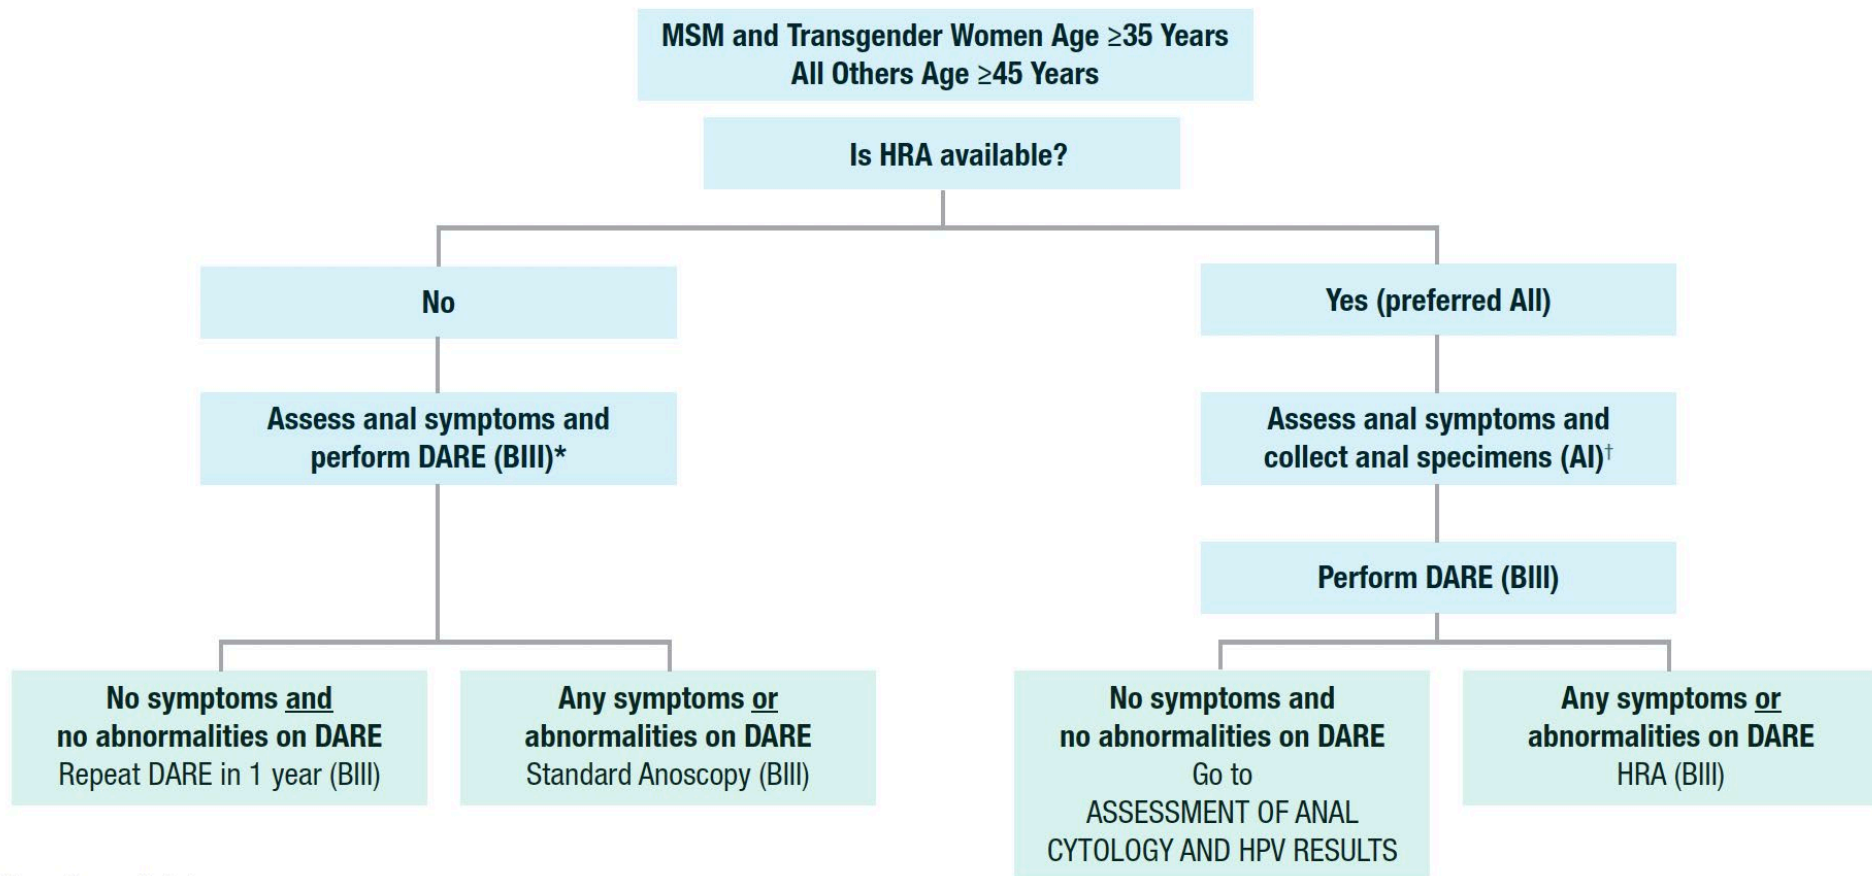 MSM and Transgender Women Age ≥35 Years
All Others Age ≥45 Years
Is HRA available?
No
Yes (preferred All)
Assess anal symptoms and
perform DARE (BIII)*
Assess anal symptoms and
collect anal specimens (AI)†
Perform DARE (BIII)
No symptoms and
no abnormalities on DARE
Repeat DARE in 1 year (BIII)
Any symptoms or
abnormalities on DARE
Standard Anoscopy (BIII)
No symptoms and
no abnormalities on DARE
Go to
ASSESSMENT OF ANAL
CYTOLOGY AND HPV RESULTS
Any symptoms or
abnormalities on DARE
HRA (BIII)